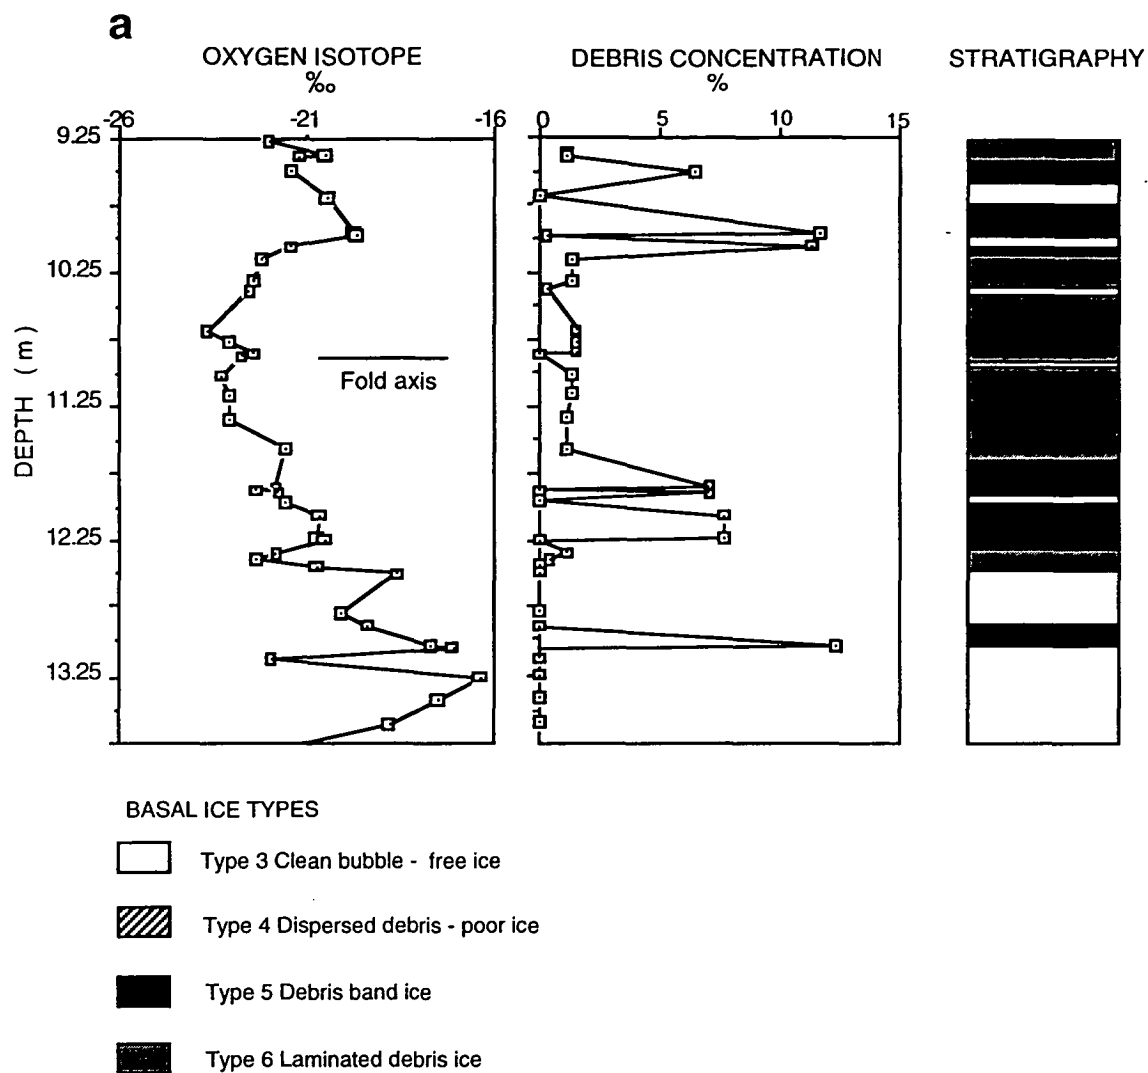 a
OXYGEN ISOTOPE
‰
DEBRIS CONCENTRATION
%
STRATIGRAPHY
-26 -21 -16
0 5 10 15
9.25
10.25
11.25
12.25
13.25
DEPTH (m)
Fold axis
BASAL ICE TYPES
Type 3 Clean bubble - free ice
Type 4 Dispersed debris - poor ice
Type 5 Debris band ice
Type 6 Laminated debris ice